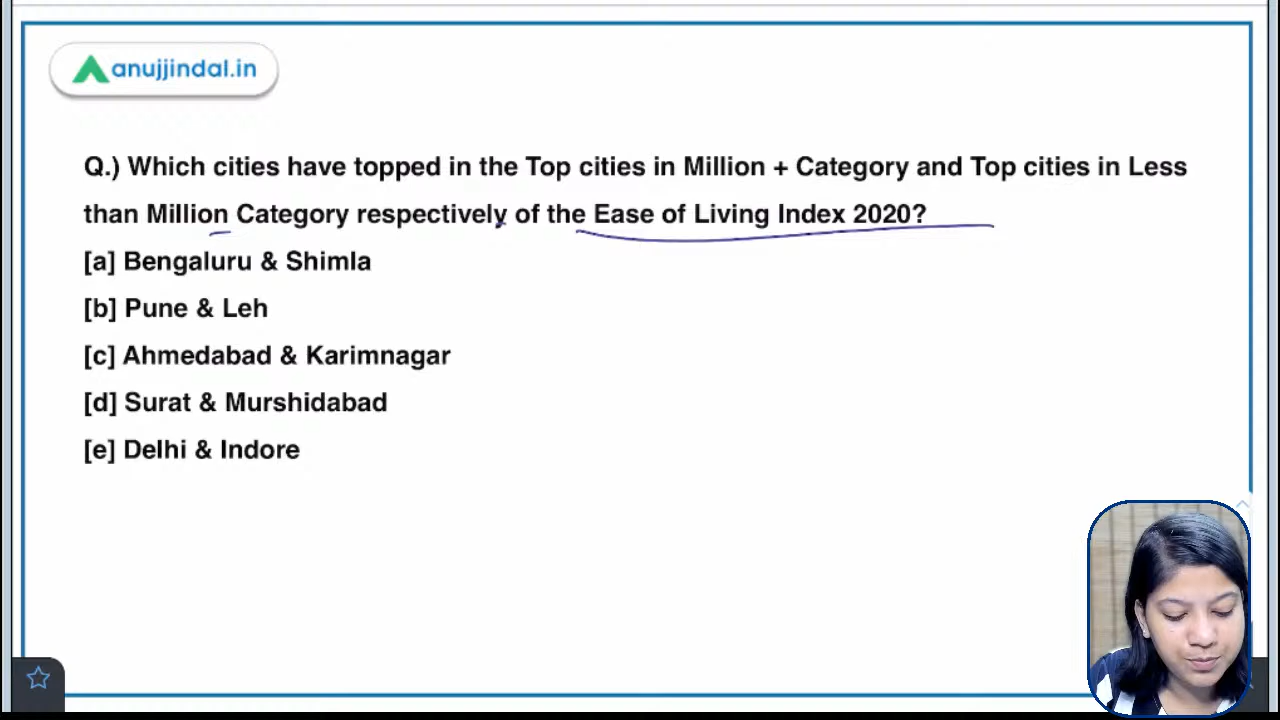 anujjindal.in
Q.) Which cities have topped in the Top cities in Million + Category and Top cities in Less
than Million Category respectively of the Ease of Living Index 2020?
[a] Bengaluru & Shimla
[b] Pune & Leh
[c] Ahmedabad & Karimnagar
[d] Surat & Murshidabad
[e] Delhi & Indore